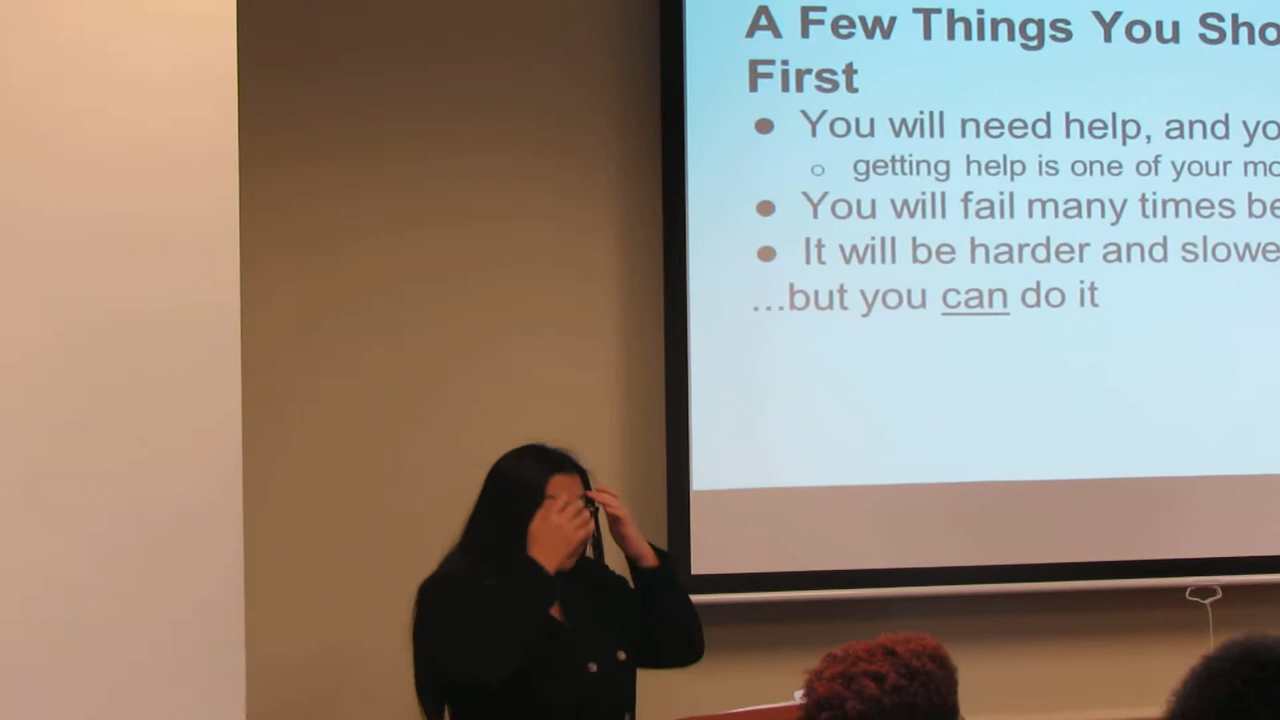 A Few Things You Sho
First
● You will need help, and yo
○ getting help is one of your mo
● You will fail many times be
● It will be harder and slowe
...but you can do it